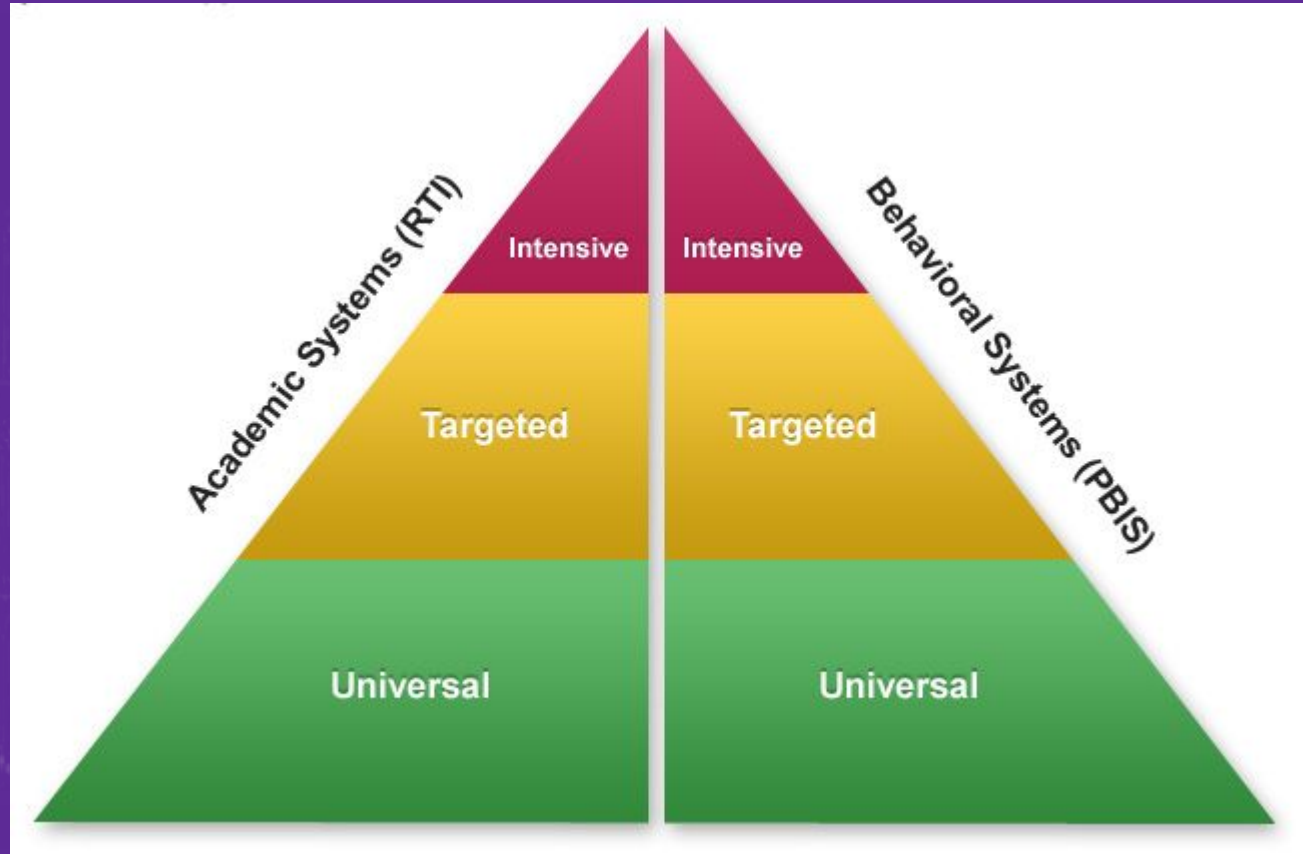 Academic Systems (RTI)
Behavioral Systems (PBIS)
Intensive
Intensive
Targeted
Targeted
Universal
Universal